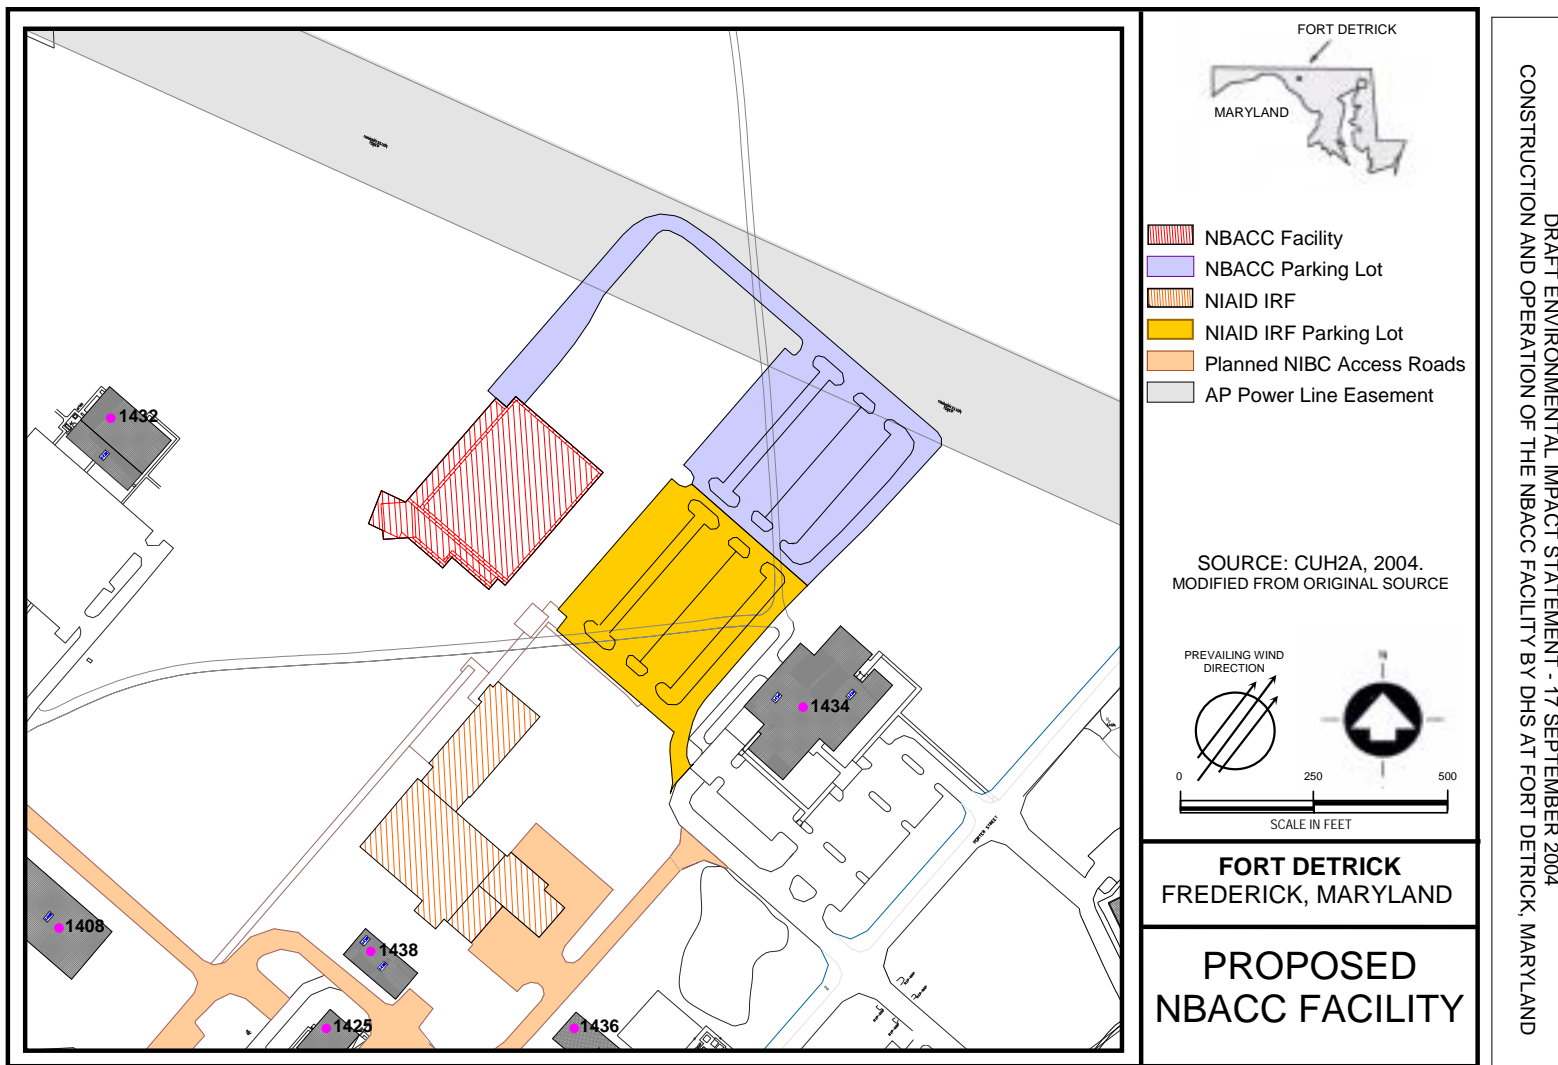 FORT DETRICK
MARYLAND
NBACC Facility
NBACC Parking Lot
NIAID IRF
NIAID IRF Parking Lot
Planned NIBC Access Roads
AP Power Line Easement
SOURCE: CUH2A, 2004.
MODIFIED FROM ORIGINAL SOURCE
PREVAILING WIND
DIRECTION
N
0 250 500
SCALE IN FEET
FORT DETRICK
FREDERICK, MARYLAND
PROPOSED
NBACC FACILITY
1432
1434
1408
1438
1425
1436
PORTER STREET
DRAFT ENVIRONMENTAL IMPACT STATEMENT - 17 SEPTEMBER 2004
CONSTRUCTION AND OPERATION OF THE NBACC FACILITY BY DHS AT FORT DETRICK, MARYLAND